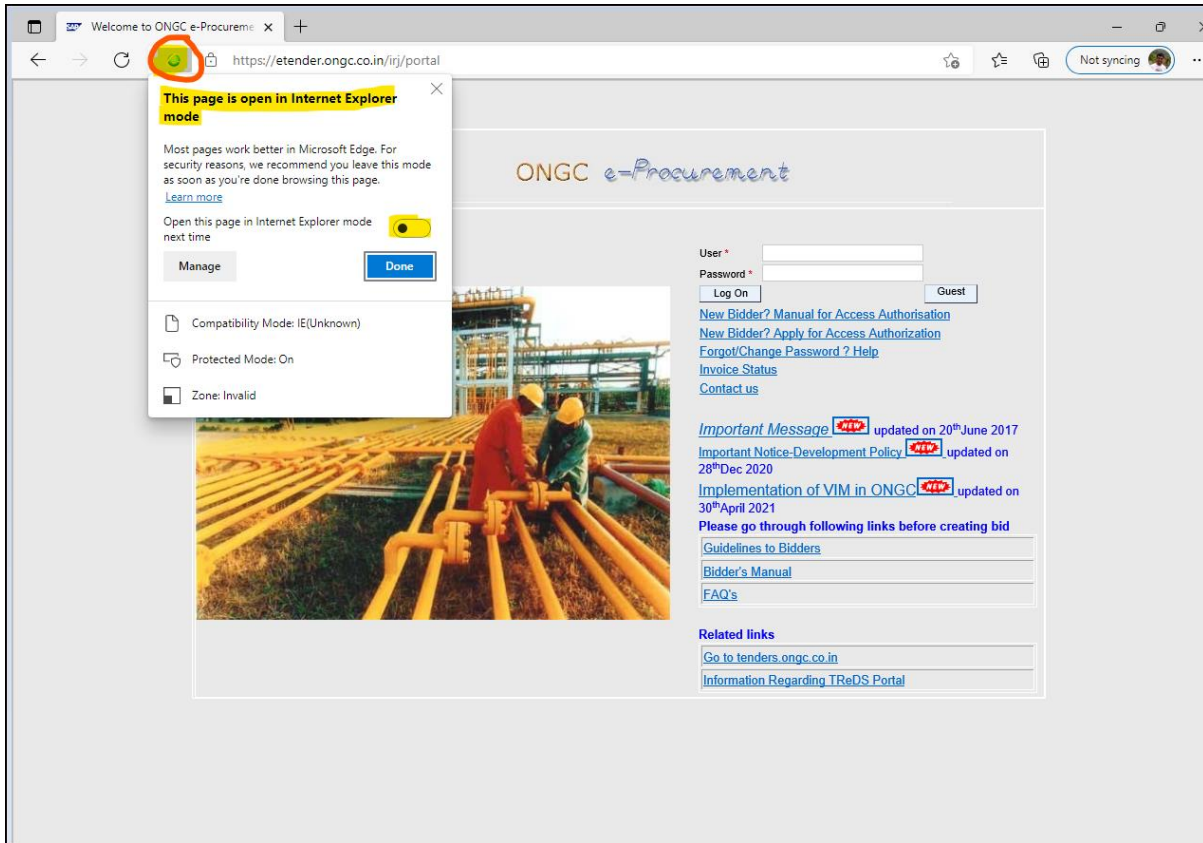 Welcome to ONGC e-Procureme
https://etender.ongc.co.in/irj/portal
Not syncing
This page is open in Internet Explorer
mode
Most pages work better in Microsoft Edge. For
security reasons, we recommend you leave this mode
as soon as you're done browsing this page.
Learn more
Open this page in Internet Explorer mode
next time
Manage
Done
Compatibility Mode: IE(Unknown)
Protected Mode: On
Zone: Invalid
ONGC e-Procurement
User *
Password *
Log On
Guest
New Bidder? Manual for Access Authorisation
New Bidder? Apply for Access Authorization
Forgot/Change Password ? Help
Invoice Status
Contact us
Important Message NEW updated on 20th June 2017
Important Notice-Development Policy NEW updated on
28th Dec 2020
Implementation of VIM in ONGC NEW updated on
30th April 2021
Please go through following links before creating bid
Guidelines to Bidders
Bidder's Manual
FAQ's
Related links
Go to tenders.ongc.co.in
Information Regarding TReDS Portal